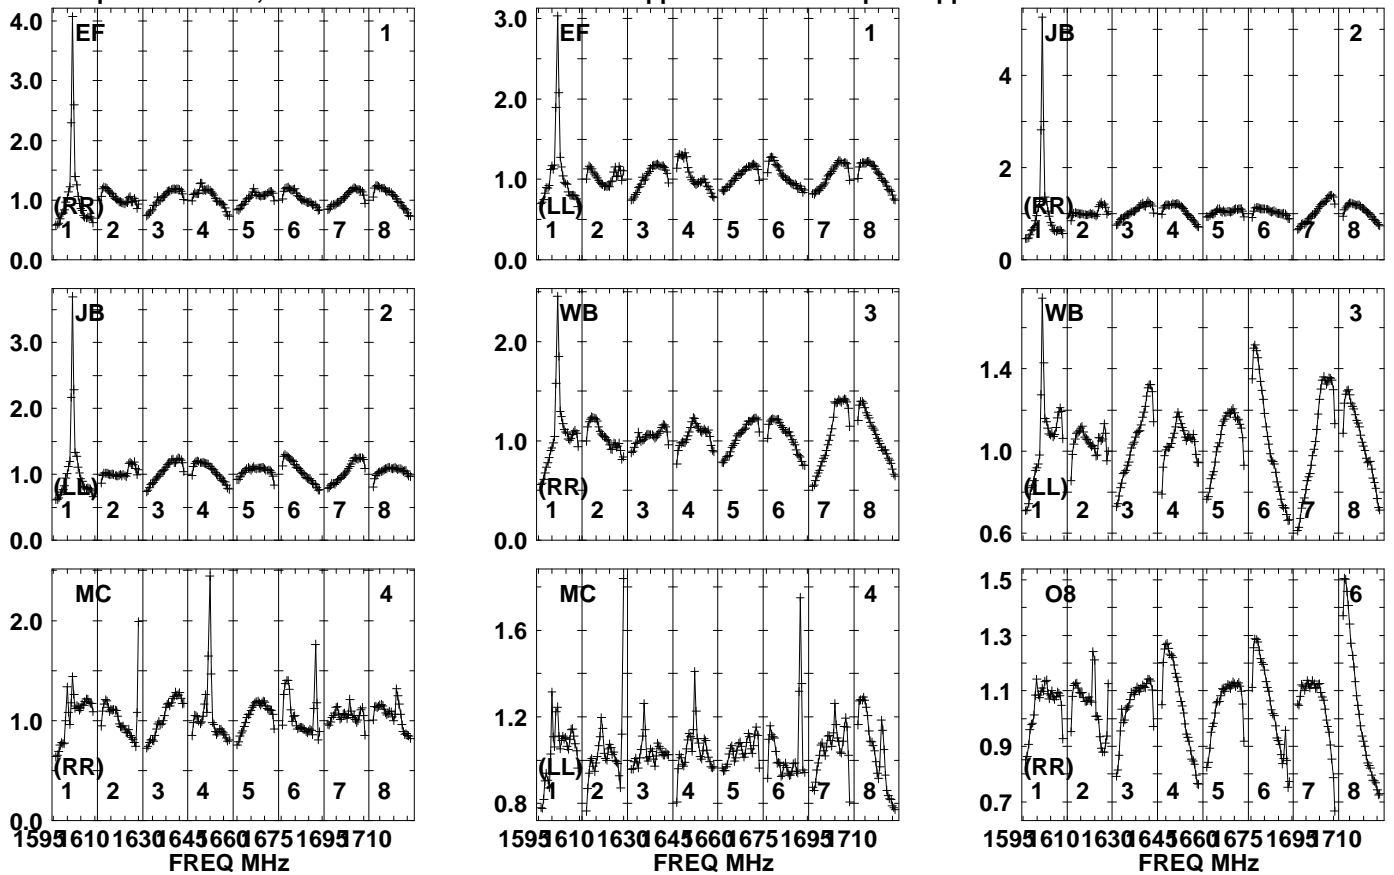 EF 1
4.0
3.0
2.0
1.0
0.0
(RR)
1 2 3 4 5 6 7 8
EF 1
3.0
2.0
1.0
0.0
(LL)
1 2 3 4 5 6 7 8
JB 2
4
2
0
(RR)
1 2 3 4 5 6 7 8
JB 2
3.0
2.0
1.0
0.0
(LL)
1 2 3 4 5 6 7 8
WB 3
2.0
1.0
0.0
(RR)
1 2 3 4 5 6 7 8
WB 3
1.4
1.0
0.6
(LL)
1 2 3 4 5 6 7 8
MC 4
2.0
1.0
0.0
(RR)
1 2 3 4 5 6 7 8
1595 1610 1630 1645 1660 1675 1695 1710
FREQ MHz
MC 4
1.6
1.2
0.8
(LL)
1 2 3 4 5 6 7 8
1595 1610 1630 1645 1660 1675 1695 1710
FREQ MHz
O8 6
1.5
1.3
1.1
0.9
0.7
(RR)
1 2 3 4 5 6 7 8
1595 1610 1630 1645 1660 1675 1695 1710
FREQ MHz